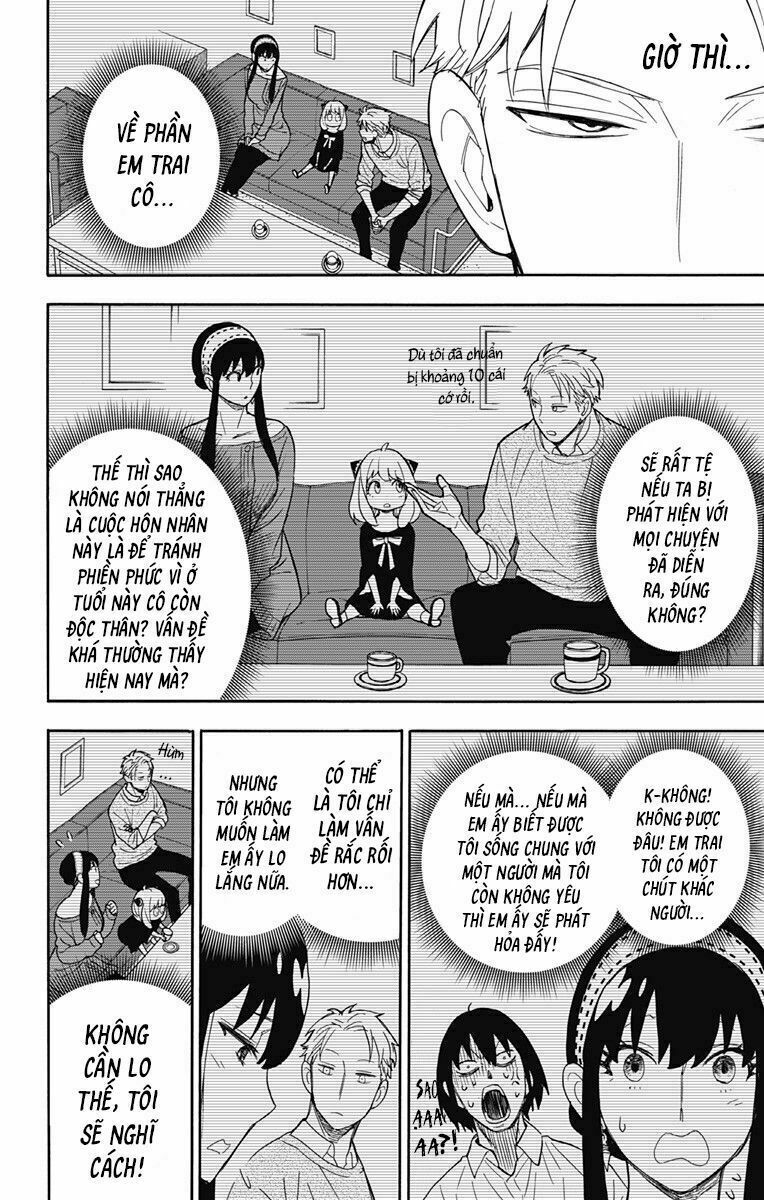 GIỜ THÌ...
VỀ PHẦN
EM TRAI
CÔ...
Dù tôi đã chuẩn
bị khoảng 10 cái
cớ rồi.
SẼ RẤT TỆ
NẾU TA BỊ
PHÁT HIỆN VỚI
MỌI CHUYỆN
ĐÃ DIỄN
RA, ĐÚNG
KHÔNG?
THẾ THÌ SAO
KHÔNG NÓI THẲNG
LÀ CUỘC HÔN NHÂN
NÀY LÀ ĐỂ TRÁNH
PHIỀN PHỨC VÌ Ở
TUỔI NÀY CÔ CÒN
ĐỘC THÂN? VẤN ĐỀ
KHÁ THƯỜNG THẤY
HIỆN NAY MÀ?
K-KHÔNG!
KHÔNG ĐƯỢC
ĐÂU! EM TRAI
TÔI CÓ MỘT
CHÚT KHÁC
NGƯỜI...
NẾU MÀ... NẾU MÀ
EM ẤY BIẾT ĐƯỢC
TÔI SỐNG CHUNG VỚI
MỘT NGƯỜI MÀ TÔI
CÒN KHÔNG YÊU
THÌ EM ẤY SẼ PHÁT
HỎA ĐẤY!
SAO
AAA
AA?!
CÓ THỂ
LÀ TÔI CHỈ
LÀM VẤN
ĐỀ RẮC RỐI
HƠN...
NHƯNG
TÔI KHÔNG
MUỐN LÀM
EM ẤY LO
LẮNG NỮA.
Hừm
...
KHÔNG
CẦN LO
THẾ, TÔI
SẼ NGHĨ
CÁCH!